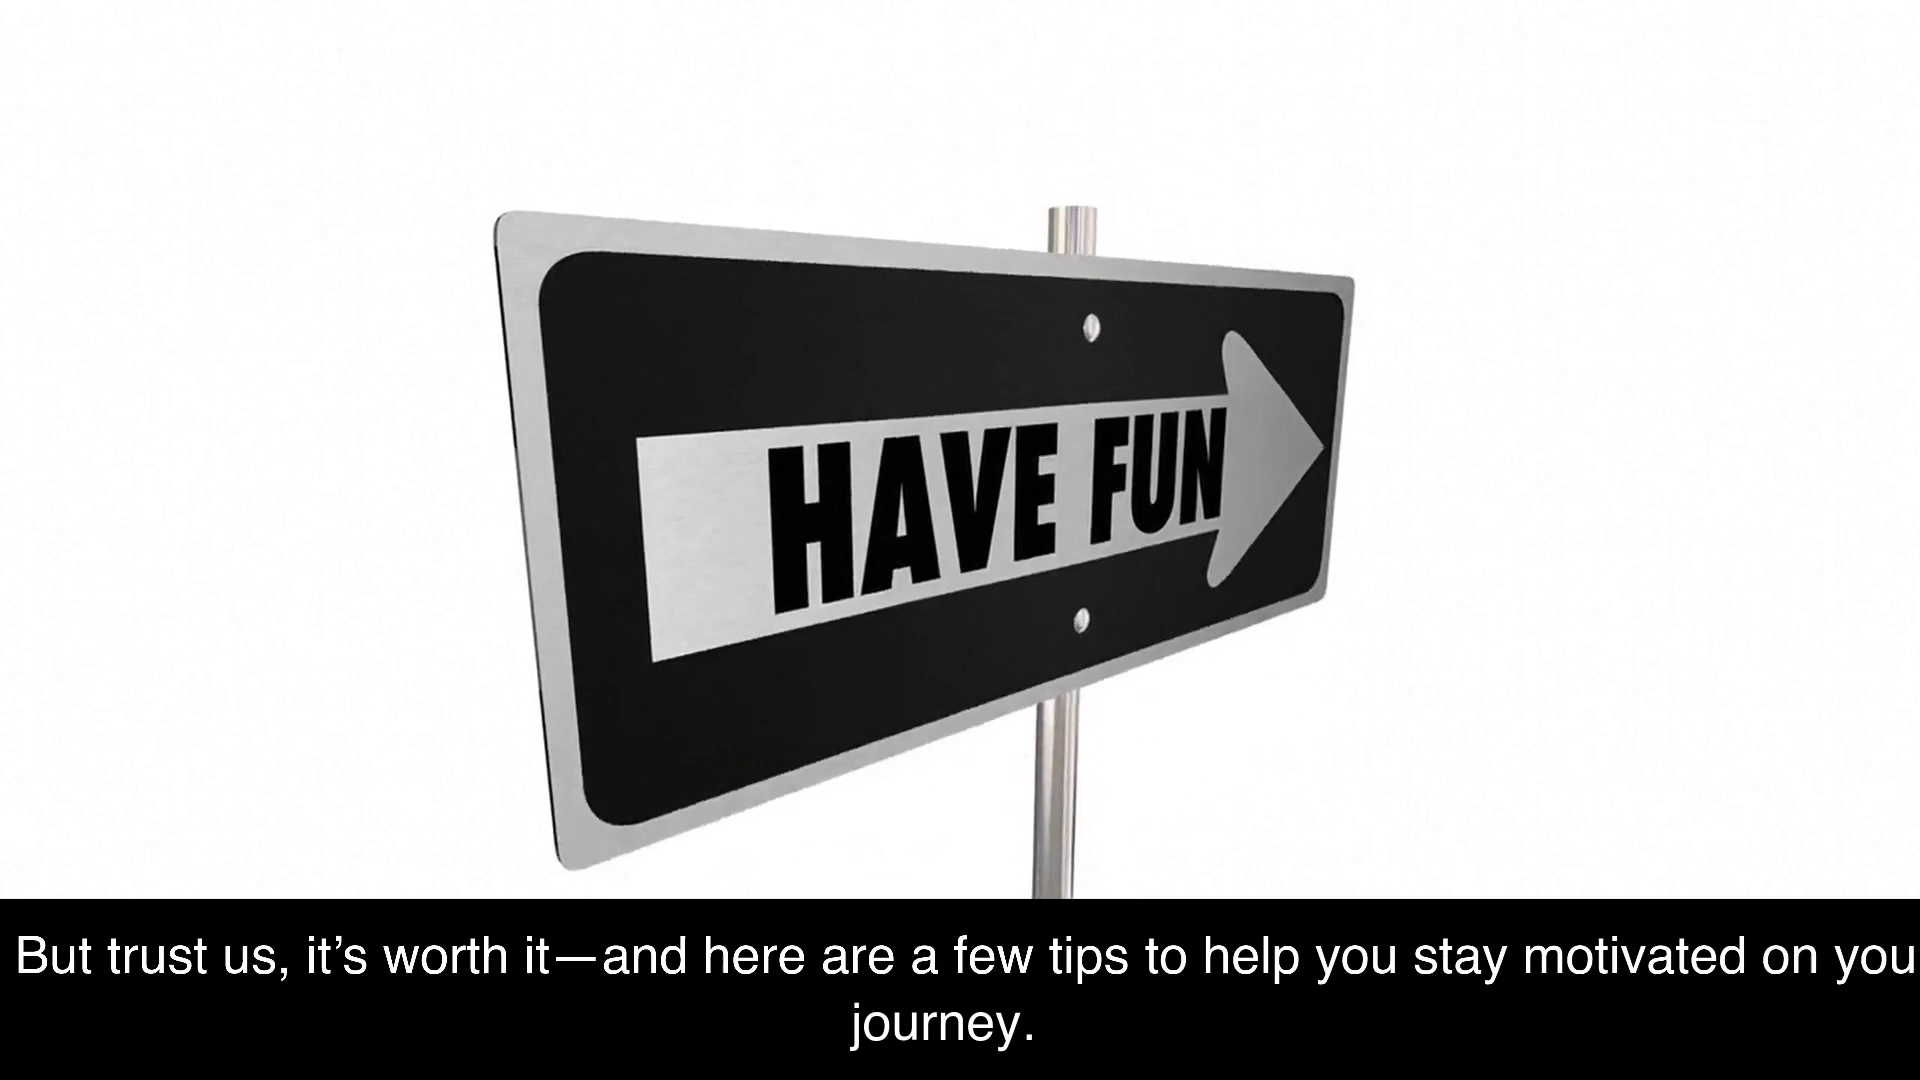 HAVE FUN
But trust us, it’s worth it—and here are a few tips to help you stay motivated on you
journey.